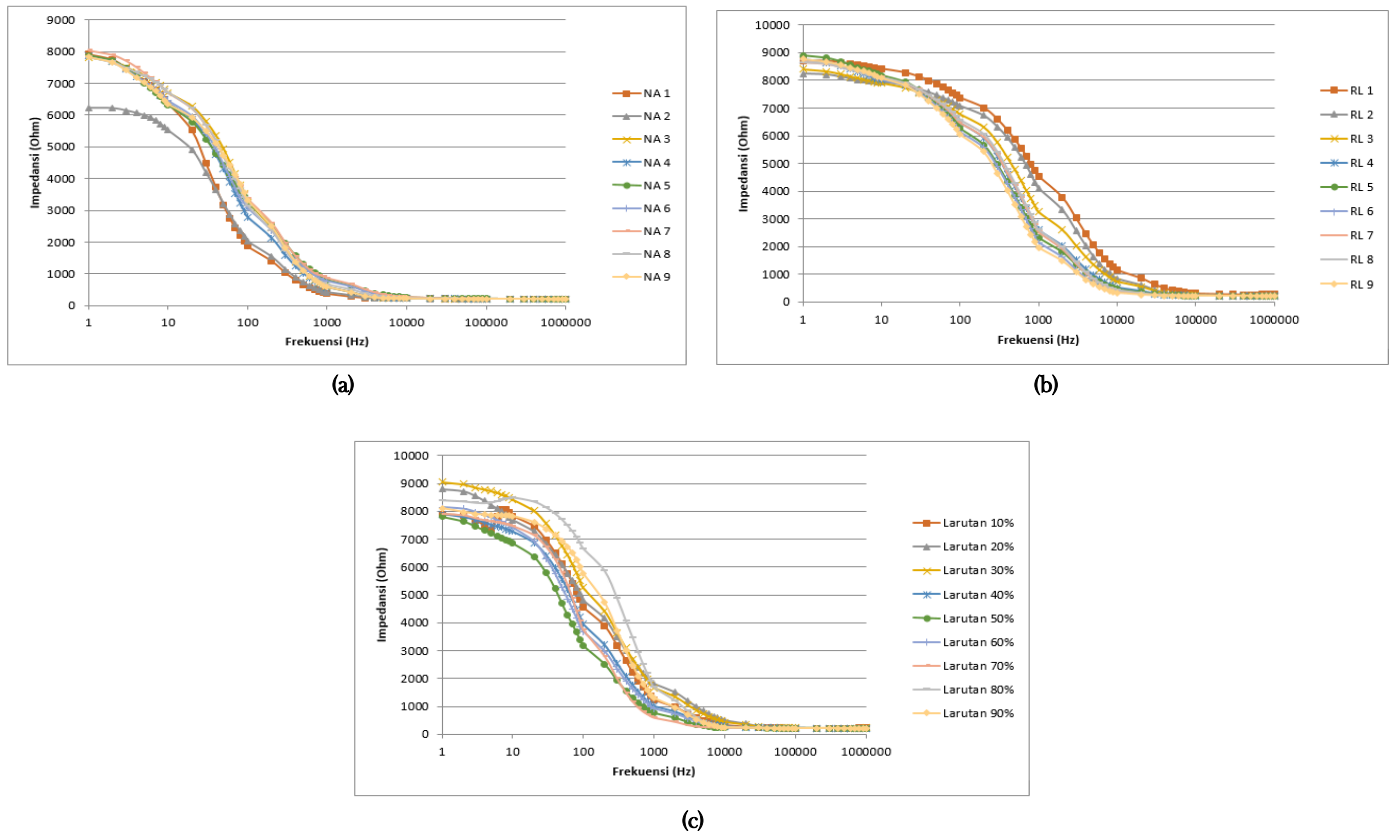 9000
8000
7000
6000
5000
4000
3000
2000
1000
0
Impedansi (Ohm)
1 10 100 1000 10000 100000 1000000
Frekuensi (Hz)
NA 1
NA 2
NA 3
NA 4
NA 5
NA 6
NA 7
NA 8
NA 9
(a)
10000
9000
8000
7000
6000
5000
4000
3000
2000
1000
0
Impedansi (Ohm)
1 10 100 1000 10000 100000 1000000
Frekuensi (Hz)
RL 1
RL 2
RL 3
RL 4
RL 5
RL 6
RL 7
RL 8
RL 9
(b)
10000
9000
8000
7000
6000
5000
4000
3000
2000
1000
0
Impedansi (Ohm)
1 10 100 1000 10000 100000 1000000
Frekuensi (Hz)
Larutan 10%
Larutan 20%
Larutan 30%
Larutan 40%
Larutan 50%
Larutan 60%
Larutan 70%
Larutan 80%
Larutan 90%
(c)